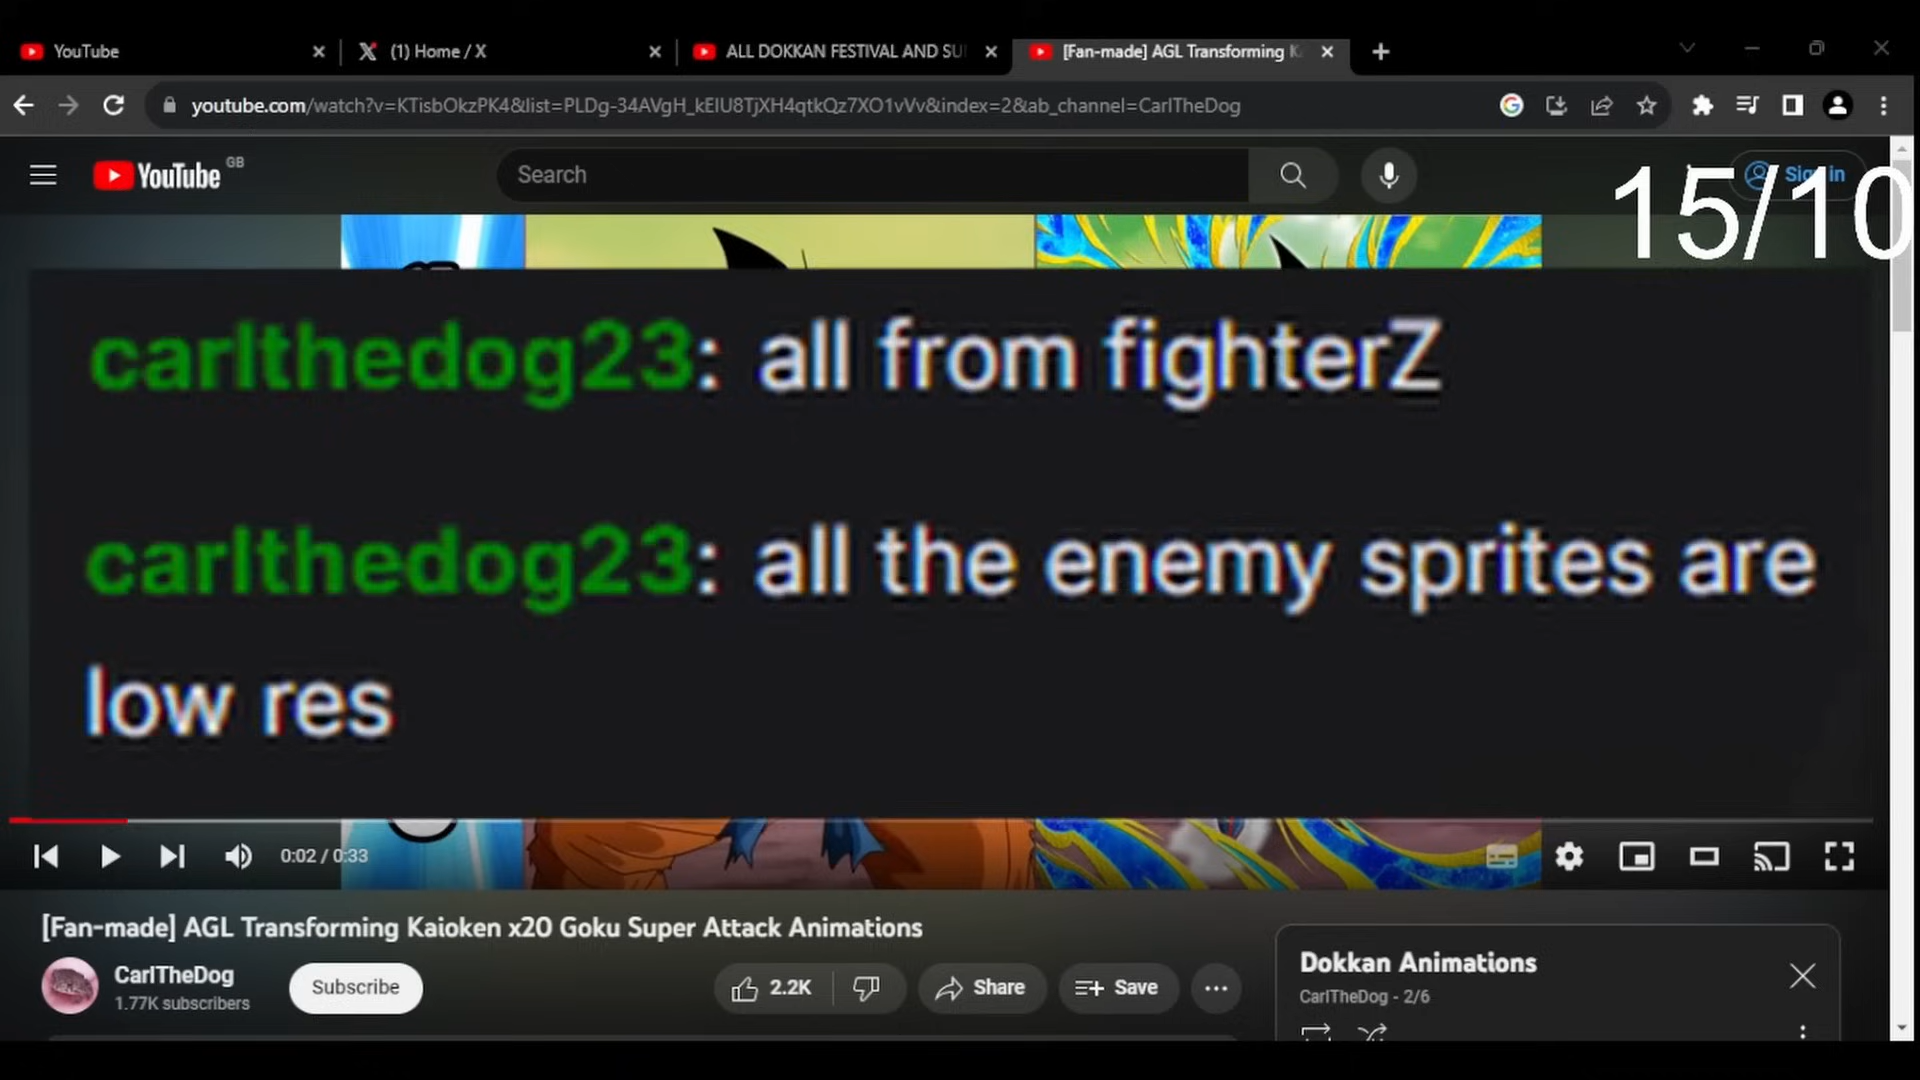 YouTube
(1) Home / X
ALL DOKKAN FESTIVAL AND SU
[Fan-made] AGL Transforming K
youtube.com/watch?v=KTisbOkzPK4&list=PLDg-34AVgH_kEIU8TjXH4qtkQz7XO1vVv&index=2&ab_channel=CarlTheDog
YouTube GB
Search
Sign in
15/10
carlthedog23: all from fighterZ
carlthedog23: all the enemy sprites are
low res
0:02 / 0:33
[Fan-made] AGL Transforming Kaioken x20 Goku Super Attack Animations
CarlTheDog
1.77K subscribers
Subscribe
2.2K
Share
Save
Dokkan Animations
CarlTheDog - 2/6